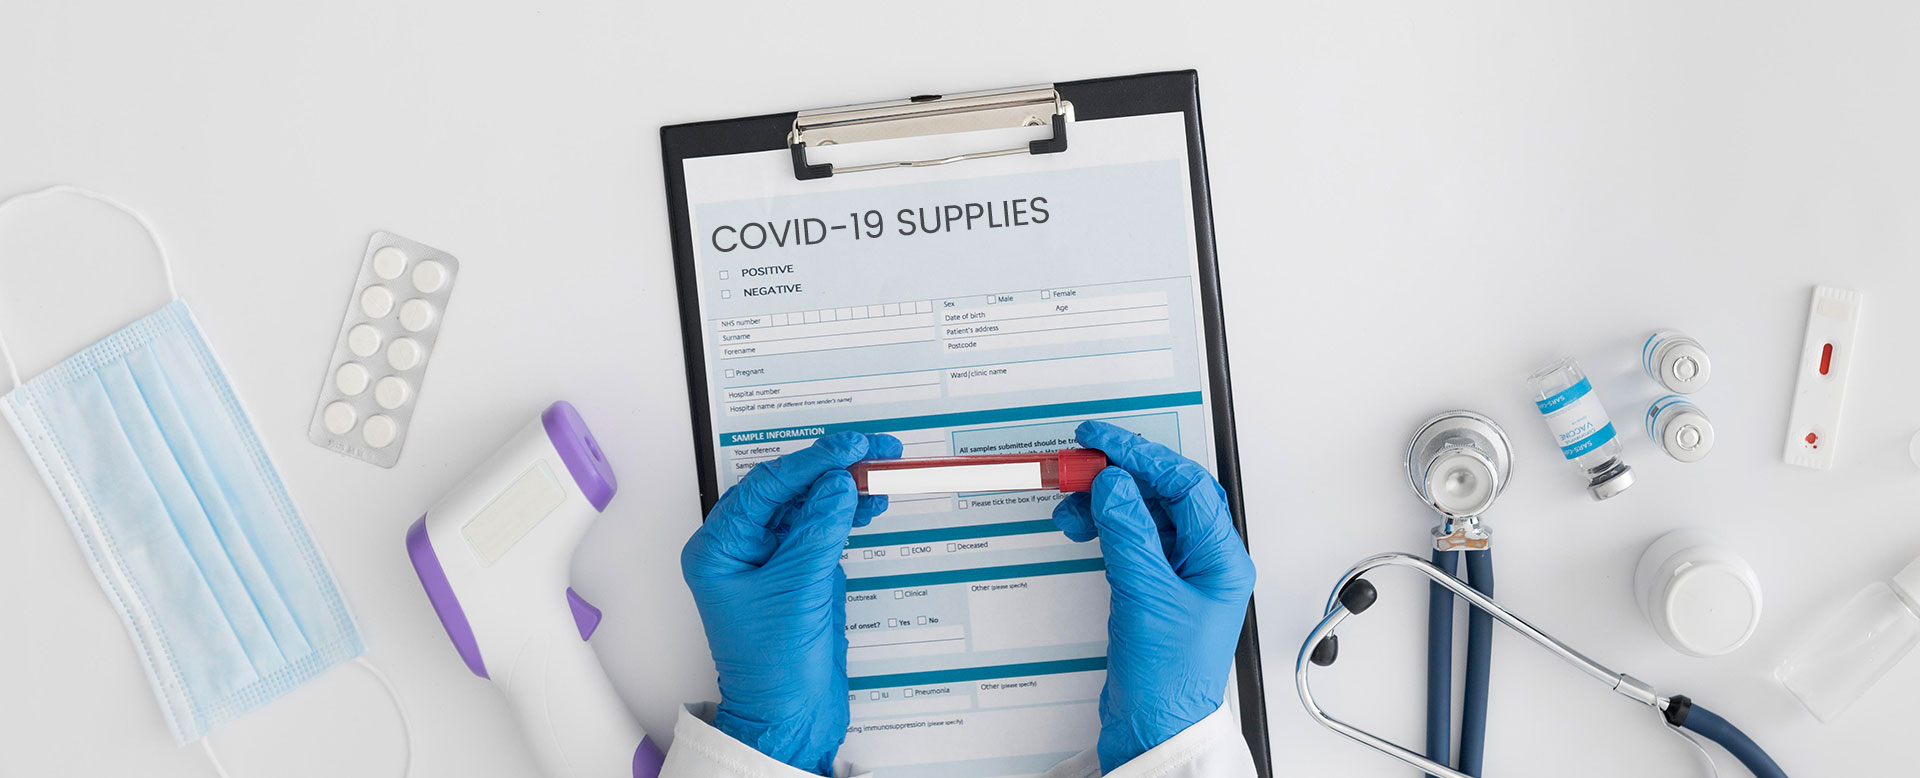 COVID-19 SUPPLIES
POSITIVE
NEGATIVE
NHS number
Surname
Forename
Pregnant
Hospital number
Hospital name (if different from sender's name)
Sex Male Female
Date of birth Age
Patient's address
Postcode
Ward/clinic name
SAMPLE INFORMATION
Your reference
All samples submitted should be
Please tick the box if your
ICU ECMO Deceased
Outbreak Clinical
Other (please specify)
of onset? Yes No
ILI Pneumonia
Other (please specify)
immunosuppression (please specify)
VACCINE